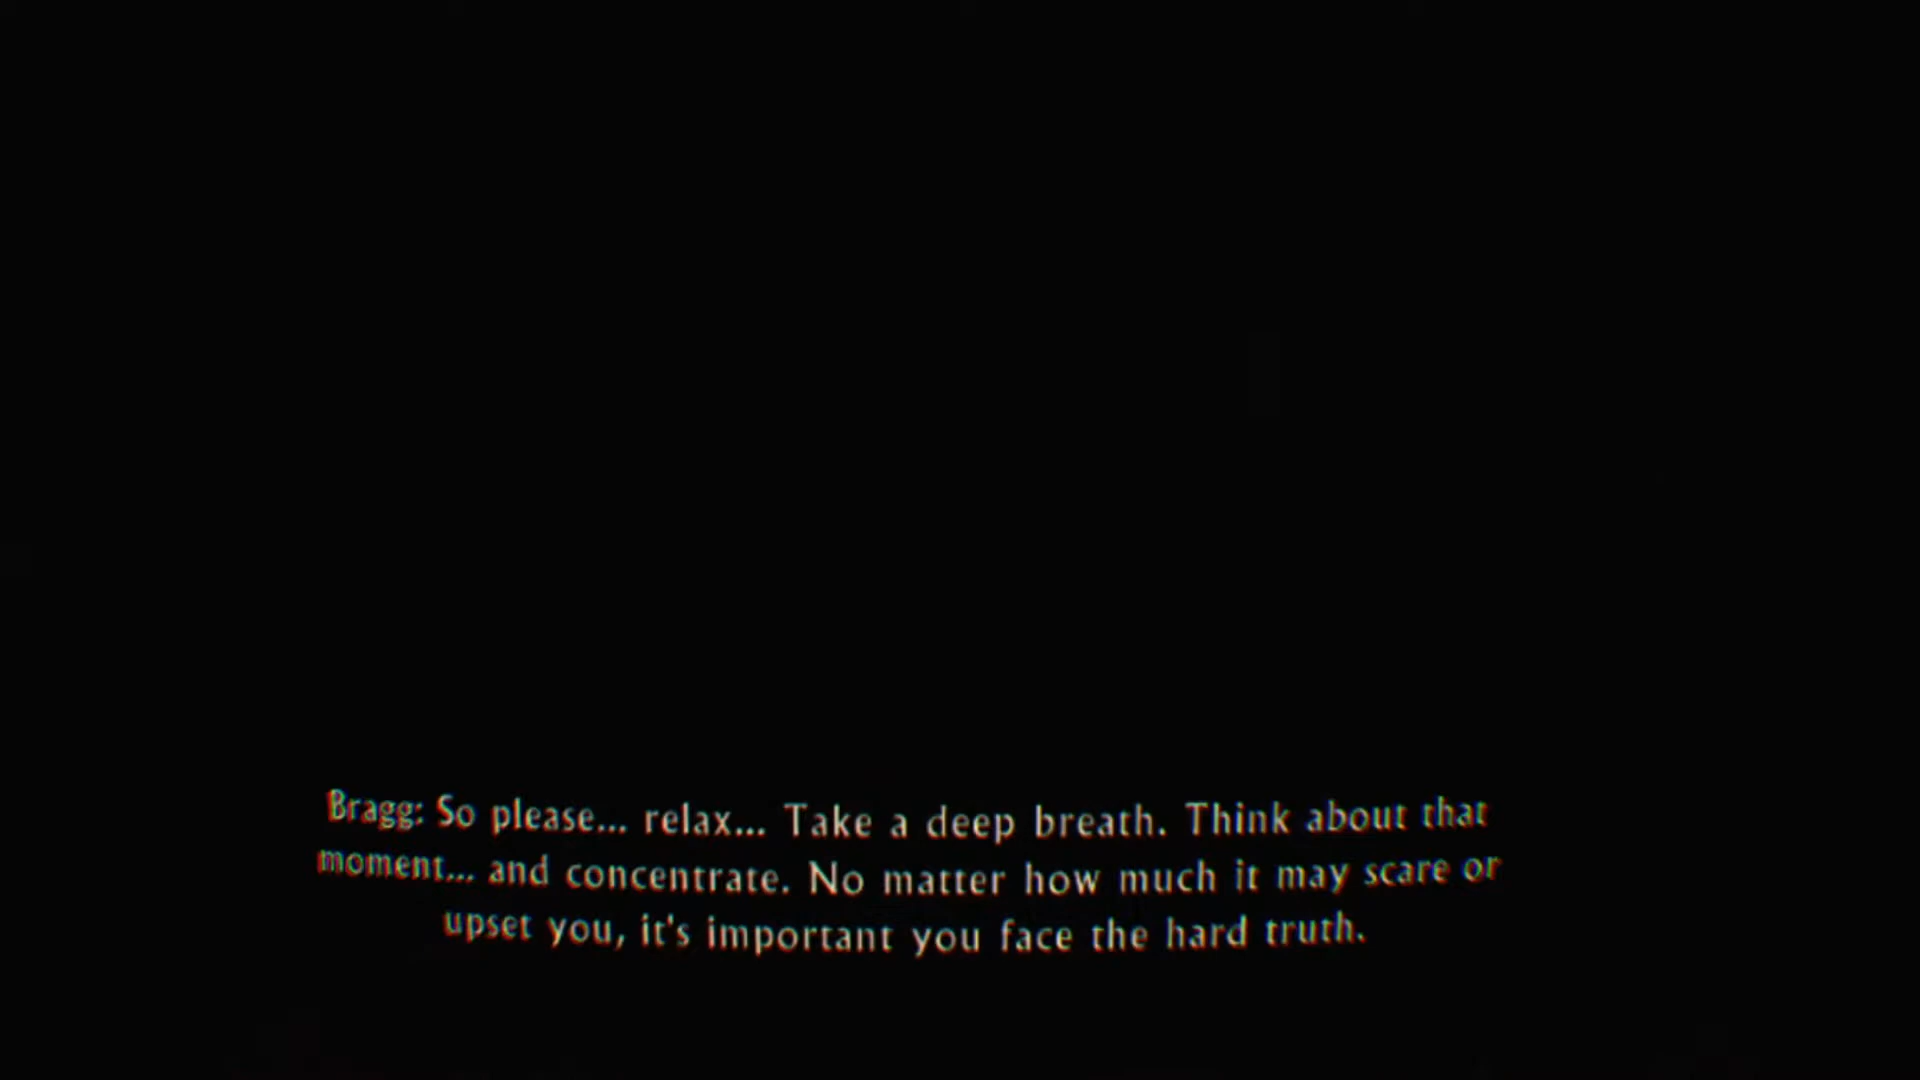 Bragg: So please... relax... Take a deep breath. Think about that
moment... and concentrate. No matter how much it may scare or
upset you, it's important you face the hard truth.